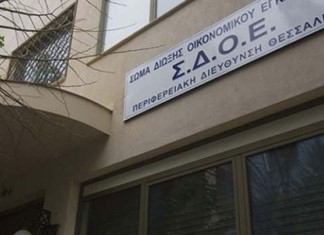 ΣΩΜΑ ΔΙΩΞΗΣ ΟΙΚΟΝΟΜΙΚΟΥ ΕΓΚ
Σ.Δ.Ο.Ε.
ΠΕΡΙΦΕΡΕΙΑΚΗ ΔΙΕΥΘΥΝΣΗ ΘΕΣΣΑΛ